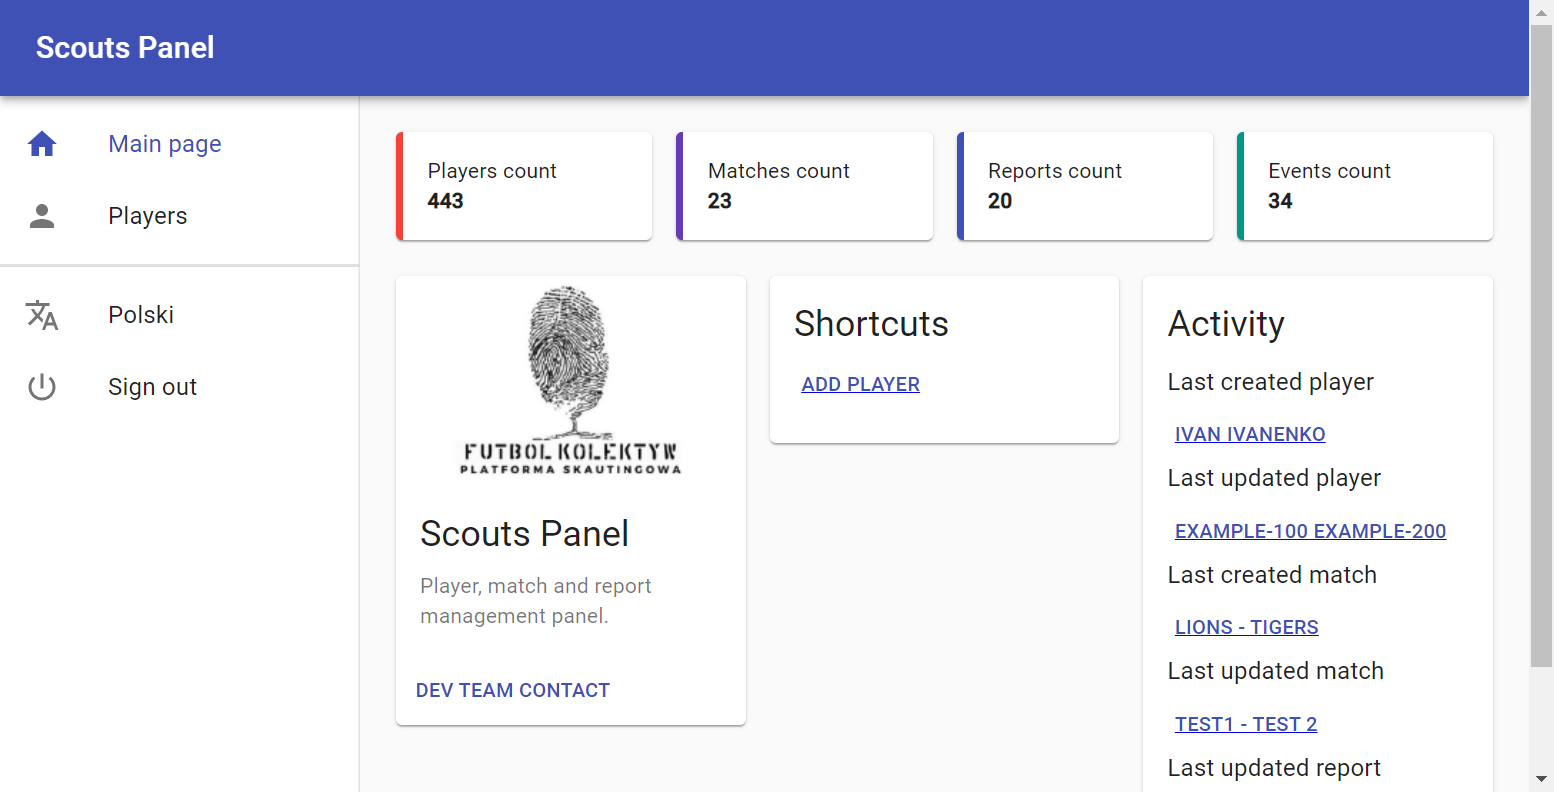 Scouts Panel
Main page
Players
Polski
Sign out
Players count
443
Matches count
23
Reports count
20
Events count
34
FUTBOL KOLEKTYW
PLATFORMA SKAUTINGOWA
Scouts Panel
Player, match and report
management panel.
DEV TEAM CONTACT
Shortcuts
ADD PLAYER
Activity
Last created player
IVAN IVANENKO
Last updated player
EXAMPLE-100 EXAMPLE-200
Last created match
LIONS - TIGERS
Last updated match
TEST1 - TEST 2
Last updated report